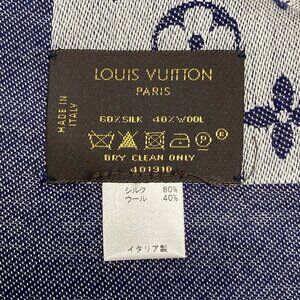 LOUIS VUITTON
PARIS
MADE IN
ITALY
60%SILK 40%WOOL
DRY CLEAN ONLY
401910
シルク 60%
ウール 40%
イタリア製